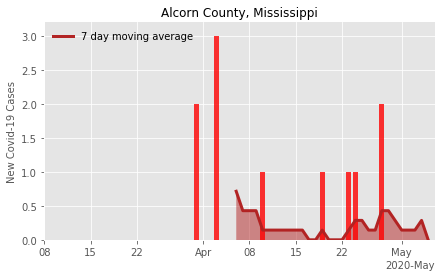 Alcorn County, Mississippi
7 day moving average
New Covid-19 Cases
3.0
2.5
2.0
1.5
1.0
0.5
0.0
08 15 22 Apr 08 15 22 May
2020-May